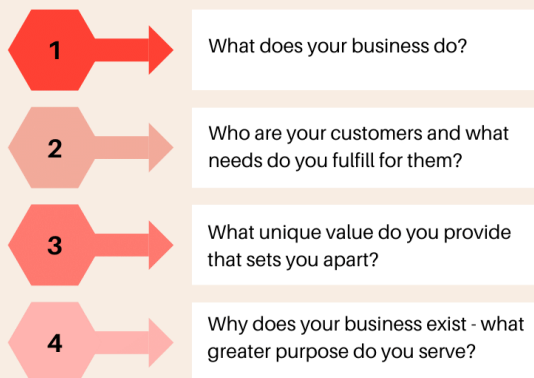 1
What does your business do?
2
Who are your customers and what
needs do you fulfill for them?
3
What unique value do you provide
that sets you apart?
4
Why does your business exist - what
greater purpose do you serve?